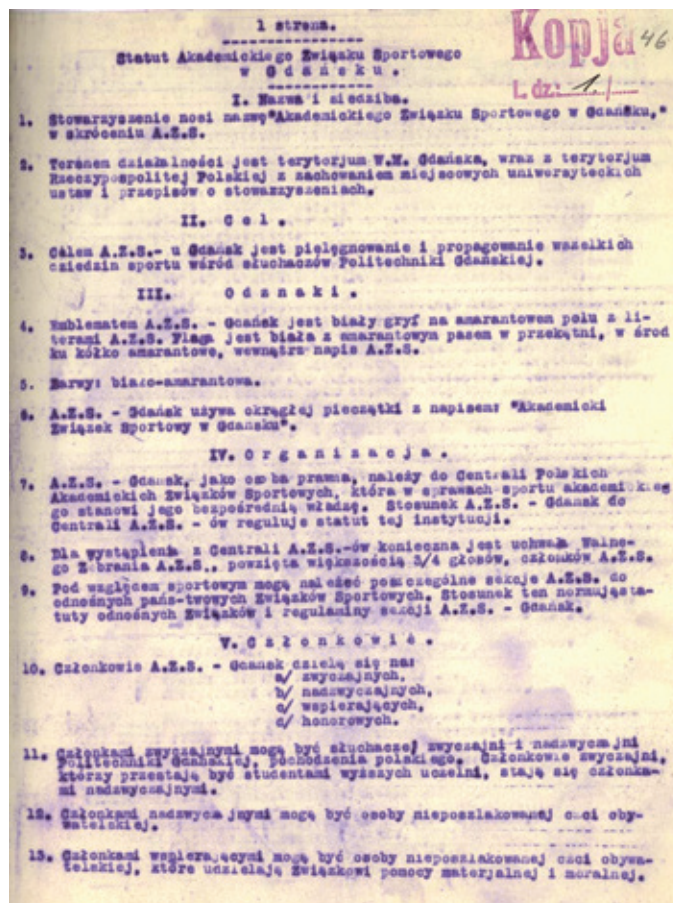 1 strona.
Kopja 46
Statut Akademickiego Związku Sportowego
w Gdańsku.
L. dz. 1./
I. Nazwa i siedziba.
1. Stowarzyszenie nosi nazwę "Akademickiego Związku Sportowego w Gdańsku,"
w skróceniu A.Z.S.
2. Terenem działalności jest terytorjum W.M. Gdańska, wraz z terytorjum
Rzeczypospolitej Polskiej z zachowaniem miejscowych uniwersyteckich
ustaw i przepisów o stowarzyszeniach.
II. Cel.
3. Celem A.Z.S.- u Gdańsk jest pielęgnowanie i propagowanie wszelkich
dziedzin sportu wśród słuchaczów Politechniki Gdańskiej.
III. Odznaki.
4. Emblematem A.Z.S. - Gdańsk jest biały gryf na amarantowem polu z li-
terami A.Z.S. Flaga jest biała z amarantowym pasem w przekątni, w środ
ku kółko amarantowe, wewnątrz napis A.Z.S.
5. Barwy: biało-amarantowa.
6. A.Z.S. - Gdańsk używa okrągłej pieczątki z napisem: "Akademicki
Związek Sportowy w Gdańsku".
IV. Organizacja.
7. A.Z.S. - Gdańsk, jako osoba prawna, należy do Centrali Polskich
Akademickich Związków Sportowych, która w sprawach sportu akademickieg
go stanowi jego bezpośrednią władzę. Stosunek A.Z.S. - Gdańsk do
Centrali A.Z.S. - ów reguluje statut tej instytucji.
8. Dla wystąplenia z Centrali A.Z.S.-ów konieczna jest uchwała Walne-
go Zebrania A.Z.S., powzięta większością 3/4 głosów, członków A.Z.S.
9. Pod względem sportowym mogą należeć poszczególne sekcje A.Z.S. do
odnośnych pańs-twowych Związków Sportowych. Stosunek ten normująsta-
tuty odnośnych Związków i regulaminy sekcji A.Z.S. - Gdańsk.
V. Członkowie.
10. Członkowie A.Z.S. - Gdańsk dzielą się na:
a/ zwyczajnych,
b/ nadzwyczajnych,
c/ wspierających,
d/ honorowych.
11. Członkami zwyczajnymi mogą być słuchacze zwyczajni i nadzwyczajni
Politechniki Gdańskiej, pochodzenia polskiego. Członkowie zwyczajni,
którzy przestają być studentami wyższych uczelni, stają się członka-
mi nadzwyczajnymi.
12. Członkami nadzwycza jnymi mogą być osoby nieposzlakowanej czci oby-
watelskiej.
13. Członkami wspierającymi mogą być osoby nieposzlakowanej czci obywa-
telskiej, które udzielają Związkowi pomocy materjalnej i moralnej.